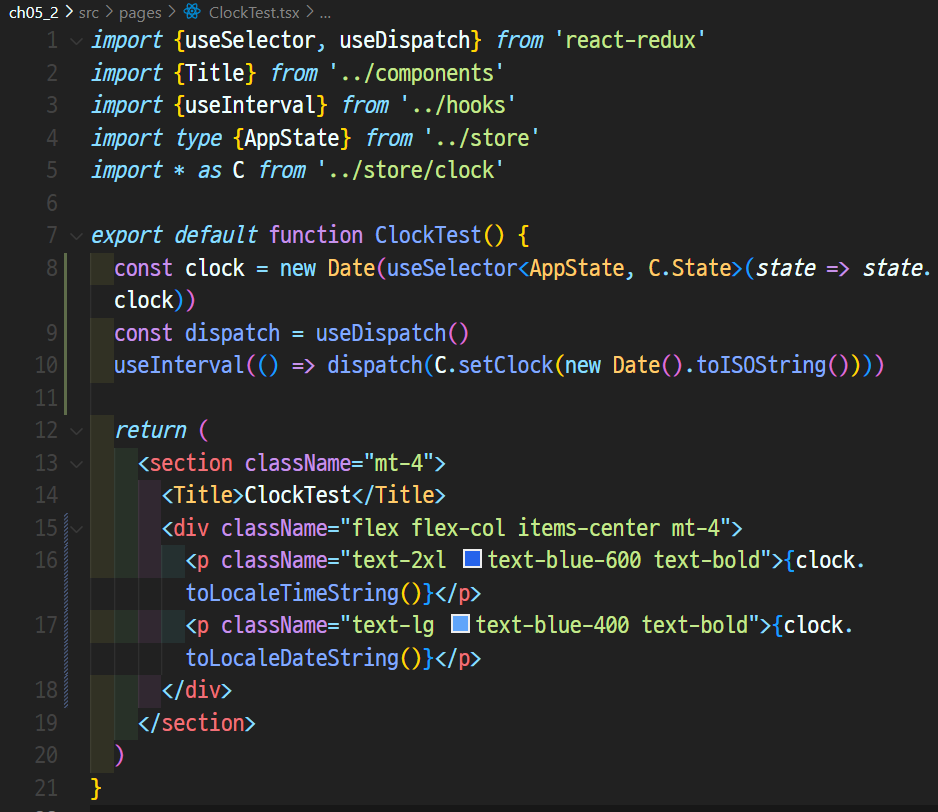 ch05_2 > src > pages > ClockTest.tsx > ...
1 import {useSelector, useDispatch} from 'react-redux'
2 import {Title} from '../components'
3 import {useInterval} from '../hooks'
4 import type {AppState} from '../store'
5 import * as C from '../store/clock'
6
7 export default function ClockTest() {
8 const clock = new Date(useSelector<AppState, C.State>(state => state.
clock))
9 const dispatch = useDispatch()
10 useInterval(() => dispatch(C.setClock(new Date().toISOString())))
11
12 return (
13 <section className="mt-4">
14 <Title>ClockTest</Title>
15 <div className="flex flex-col items-center mt-4">
16 <p className="text-2xl text-blue-600 text-bold">{clock.
toLocaleTimeString()}</p>
17 <p className="text-lg text-blue-400 text-bold">{clock.
toLocaleDateString()}</p>
18 </div>
19 </section>
20 )
21 }